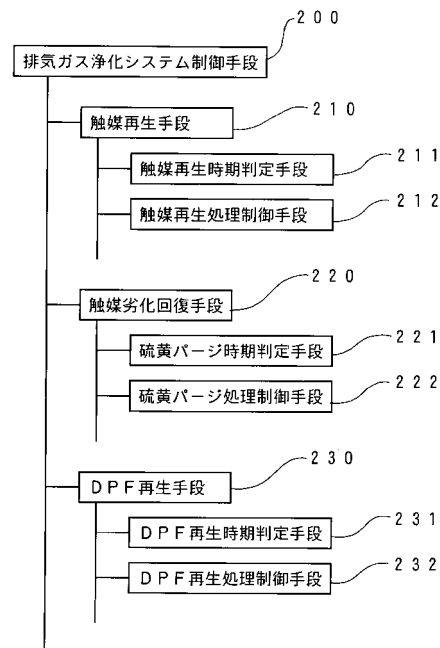 200
排気ガス浄化システム制御手段
210
触媒再生手段
211
触媒再生時期判定手段
212
触媒再生処理制御手段
220
触媒劣化回復手段
221
硫黄パージ時期判定手段
222
硫黄パージ処理制御手段
230
DPF再生手段
231
DPF再生時期判定手段
232
DPF再生処理制御手段